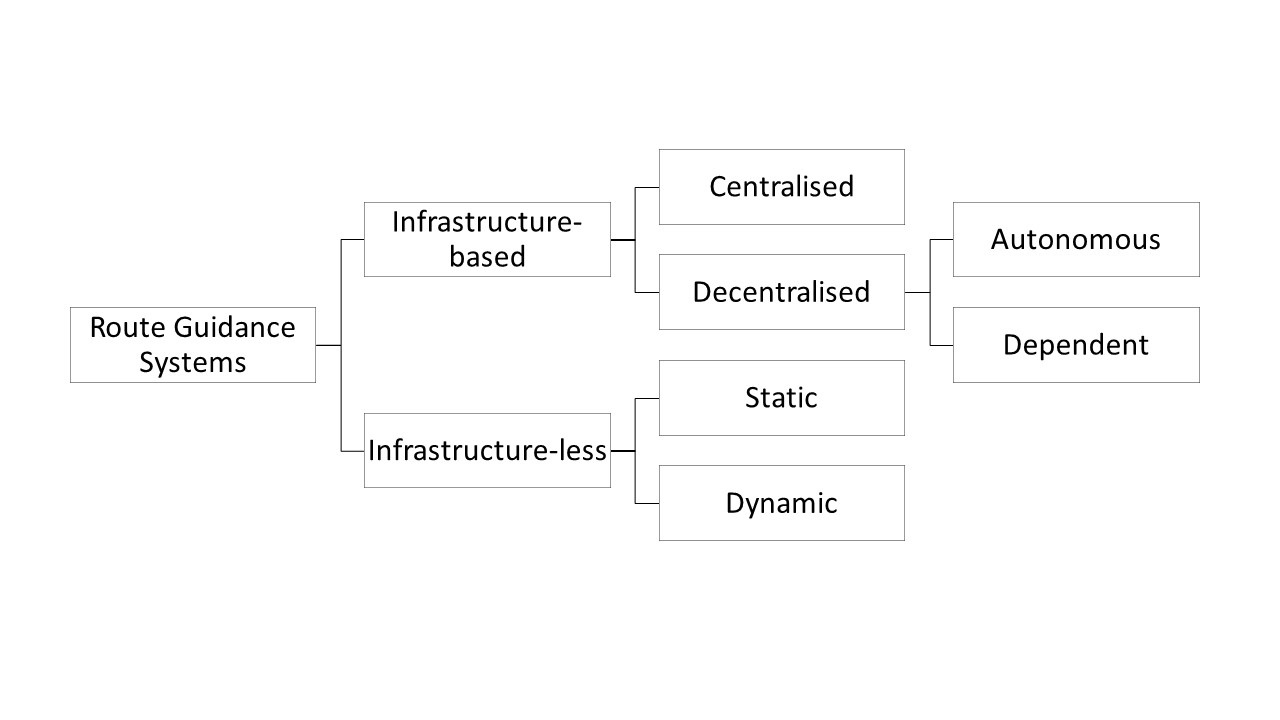 Route Guidance
Systems
Infrastructure-
based
Infrastructure-less
Centralised
Decentralised
Static
Dynamic
Autonomous
Dependent